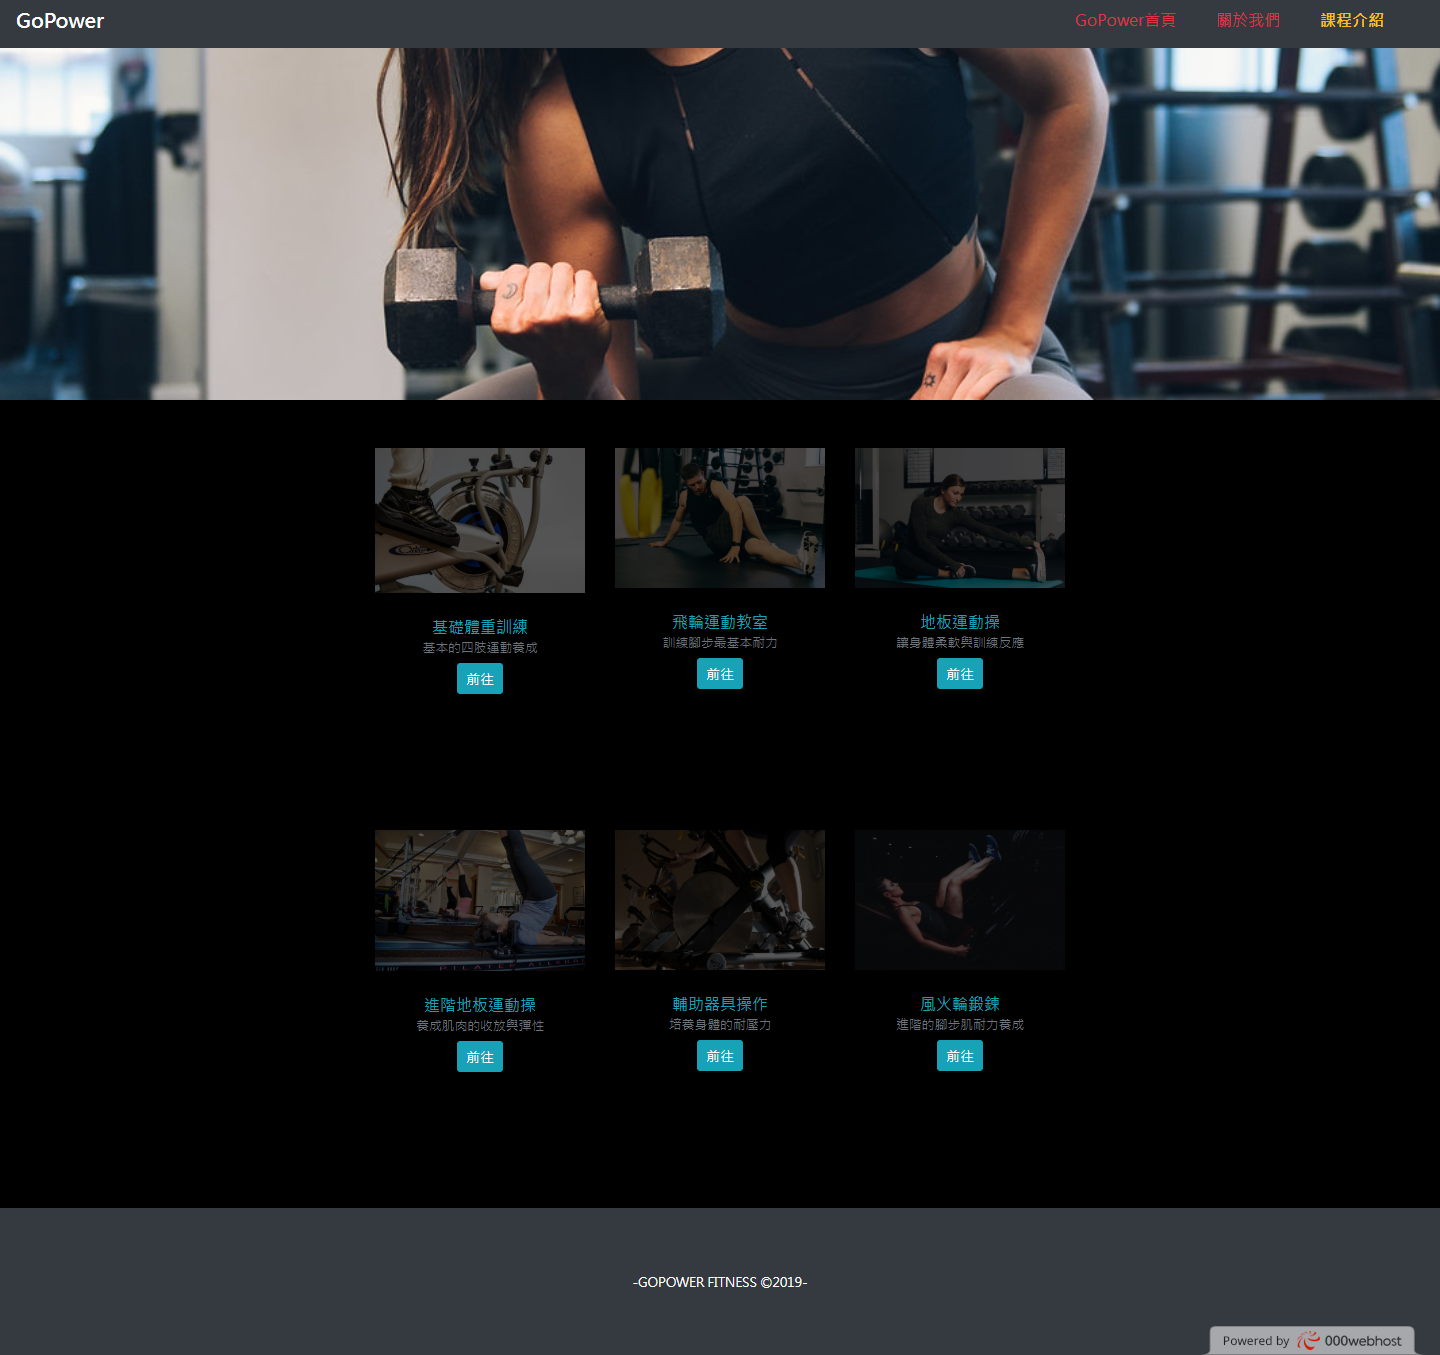 GoPower
GoPower首頁 關於我們 課程介紹
基礎體重訓練
基本的四肢運動養成
前往
飛輪運動教室
訓練腳步最基本耐力
前往
地板運動操
讓身體柔軟與訓練反應
前往
進階地板運動操
養成肌肉的收放與彈性
前往
輔助器具操作
培養身體的耐壓力
前往
風火輪鍛鍊
進階的腳步肌耐力養成
前往
-GOPOWER FITNESS ©2019-
Powered by 000webhost